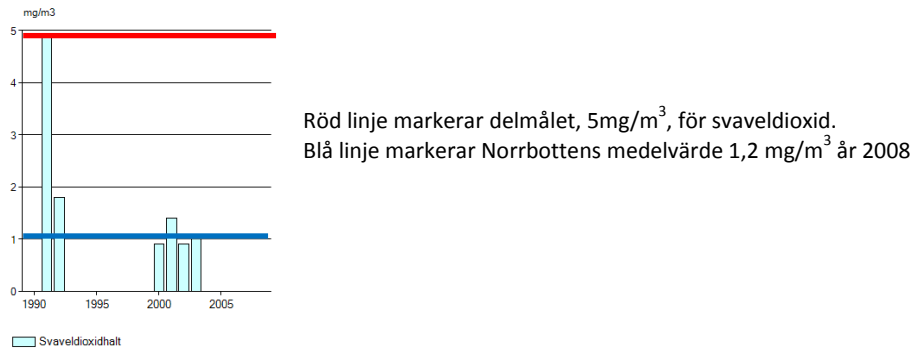 mg/m3
5
4
3
2
1
0
1990 1995 2000 2005
Svaveldioxidhalt
Röd linje markerar delmålet, 5mg/m³, för svaveldioxid.
Blå linje markerar Norrbottens medelvärde 1,2 mg/m³ år 2008